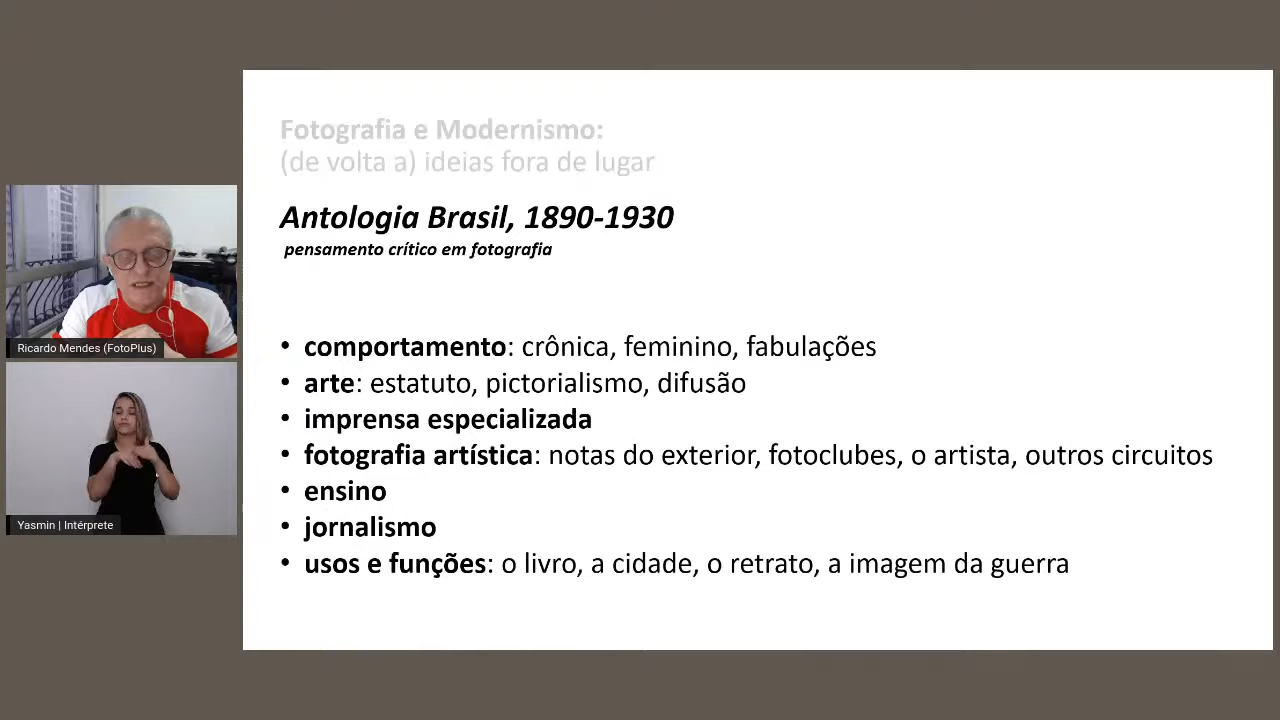 Fotografia e Modernismo:
(de volta a) ideias fora de lugar
Antologia Brasil, 1890-1930
pensamento crítico em fotografia
• comportamento: crônica, feminino, fabulações
• arte: estatuto, pictorialismo, difusão
• imprensa especializada
• fotografia artística: notas do exterior, fotoclubes, o artista, outros circuitos
• ensino
• jornalismo
• usos e funções: o livro, a cidade, o retrato, a imagem da guerra
Ricardo Mendes (FotoPlus)
Yasmin | Intérprete